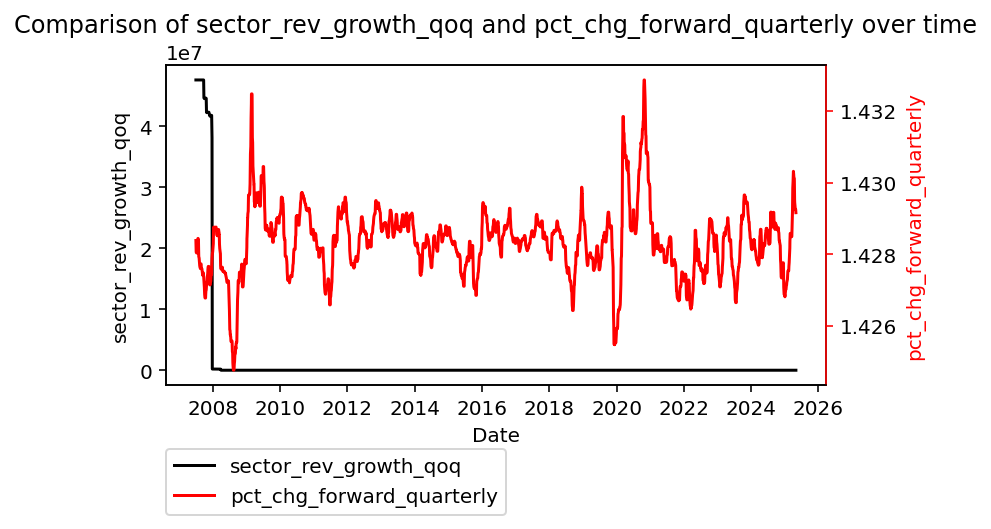 Comparison of sector_rev_growth_qoq and pct_chg_forward_quarterly over time
1e7
sector_rev_growth_qoq
4
3
2
1
0
1.432
1.430
1.428
1.426
pct_chg_forward_quarterly
2008 2010 2012 2014 2016 2018 2020 2022 2024 2026
Date
sector_rev_growth_qoq
pct_chg_forward_quarterly